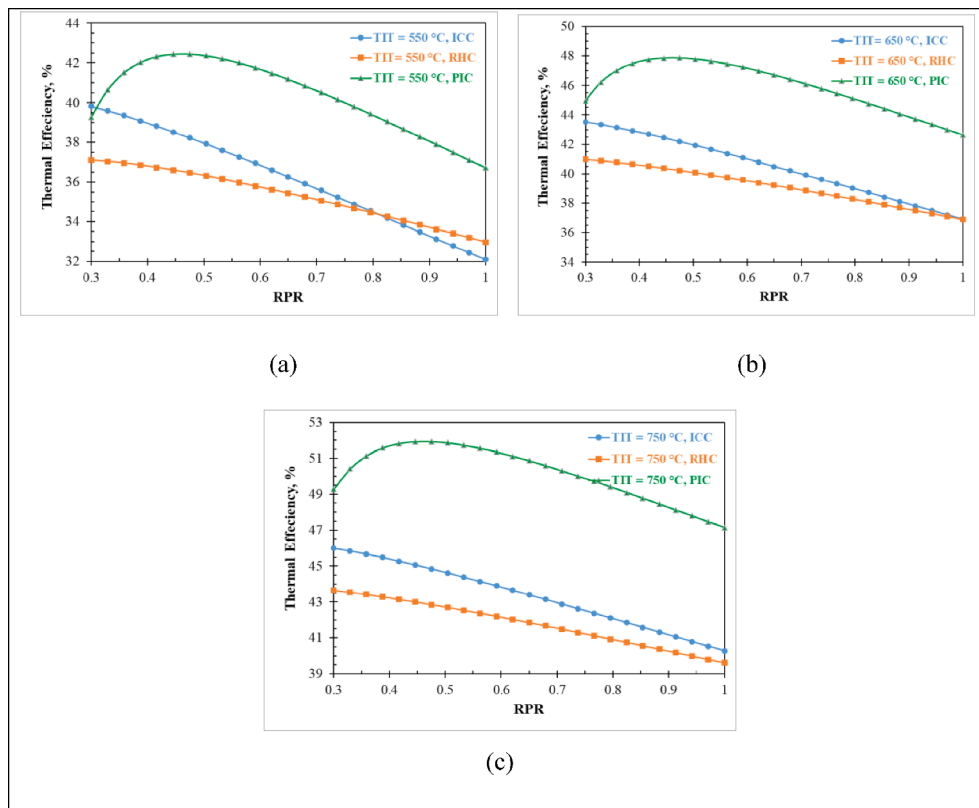 44
42
40
38
36
34
32
Thermal Effeciency, %
TIT = 550 °C, ICC
TIT= 550 °C, RHC
TIT = 550 °C, PIC
0.3 0.4 0.5 0.6 0.7 0.8 0.9 1
RPR
(a)
50
48
46
44
42
40
38
36
34
Thermal Effeciency, %
TIT = 650 °C, ICC
TIT = 650 °C, RHC
TIT = 650 °C, PIC
0.3 0.4 0.5 0.6 0.7 0.8 0.9 1
RPR
(b)
53
51
49
47
45
43
41
39
Thermal Effeciency, %
TIT = 750 °C, ICC
TIT = 750 °C, RHC
TIT = 750 °C, PIC
0.3 0.4 0.5 0.6 0.7 0.8 0.9 1
RPR
(c)